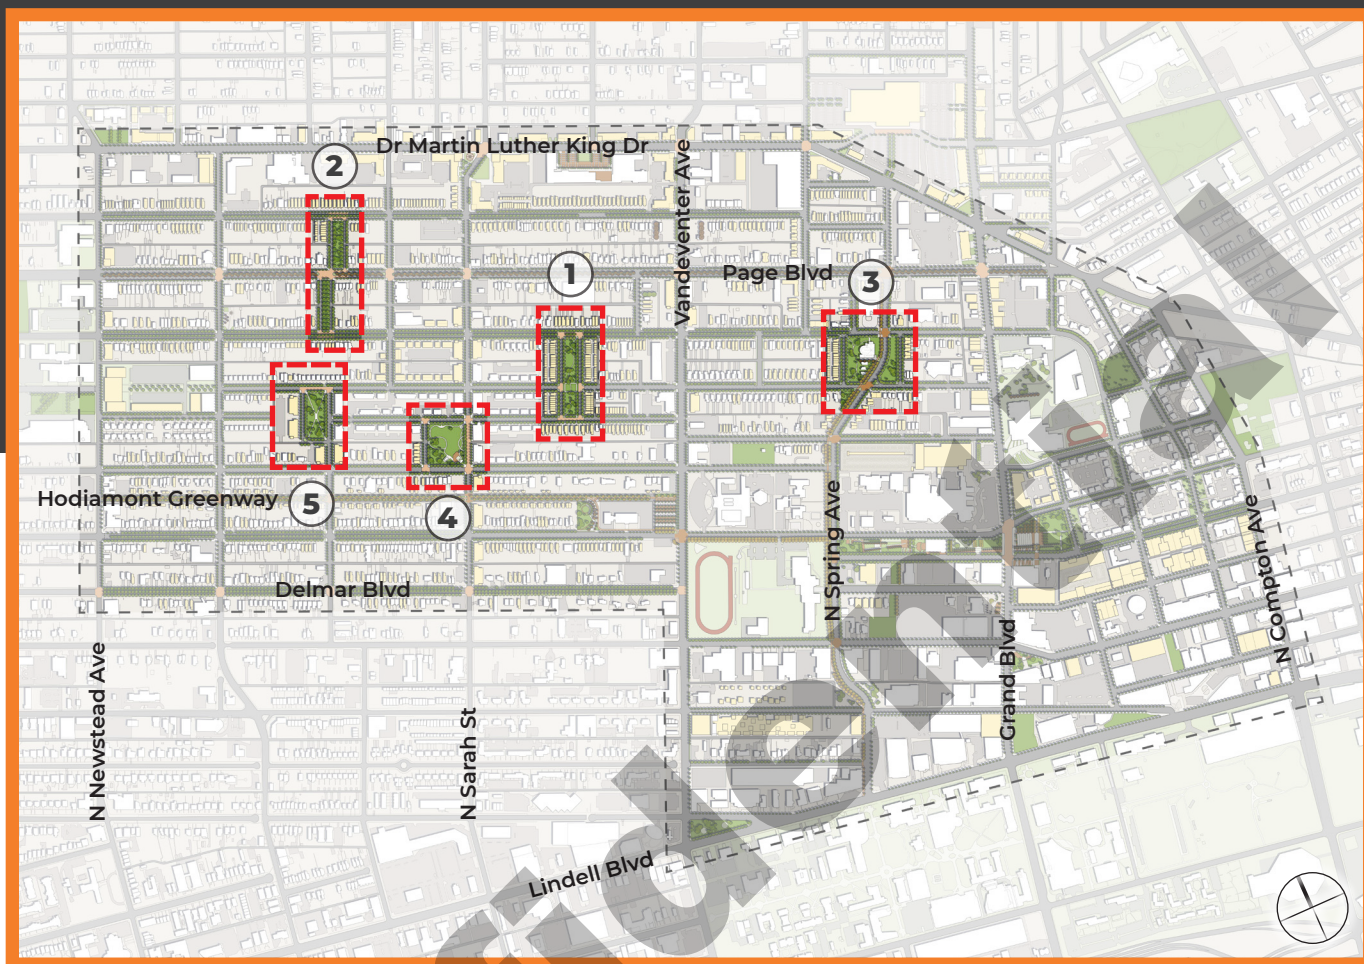 Dr Martin Luther King Dr
2
Vandeventer Ave
1
Page Blvd
3
Hodiamont Greenway
5
4
N Spring Ave
N Compton Ave
Delmar Blvd
N Newstead Ave
N Sarah St
Grand Blvd
Lindell Blvd
fidential